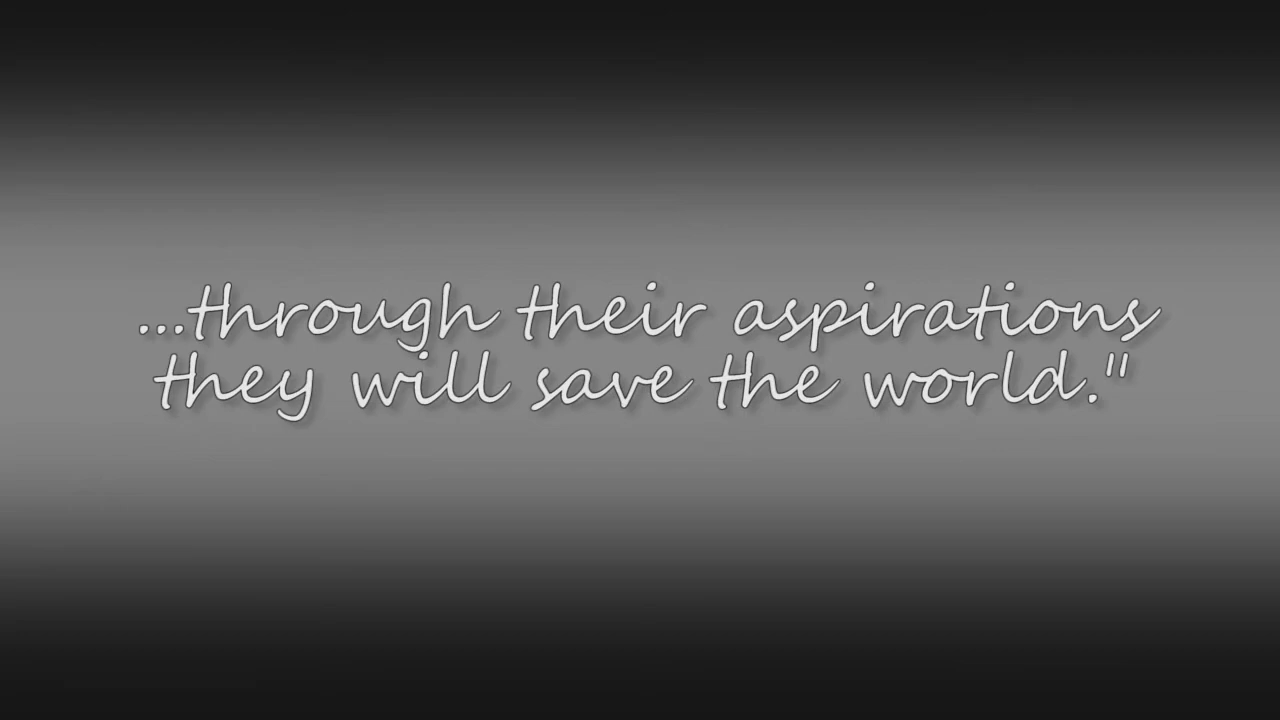 ...through their aspirations
they will save the world."